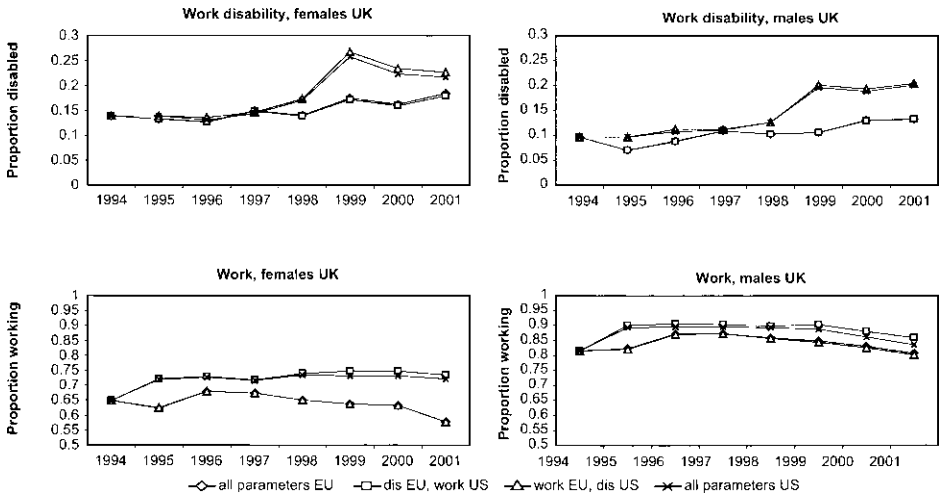 Work disability, females UK
Proportion disabled
0.3
0.25
0.2
0.15
0.1
0.05
0
1994 1995 1996 1997 1998 1999 2000 2001
Work disability, males UK
Proportion disabled
0.3
0.25
0.2
0.15
0.1
0.05
0
1994 1995 1996 1997 1998 1999 2000 2001
Work, females UK
Proportion working
1
0.95
0.9
0.85
0.8
0.75
0.7
0.65
0.6
0.55
0.5
1994 1995 1996 1997 1998 1999 2000 2001
Work, males UK
Proportion working
1
0.95
0.9
0.85
0.8
0.75
0.7
0.65
0.6
0.55
0.5
1994 1995 1996 1997 1998 1999 2000 2001
all parameters EU dis EU, work US work EU, dis US all parameters US